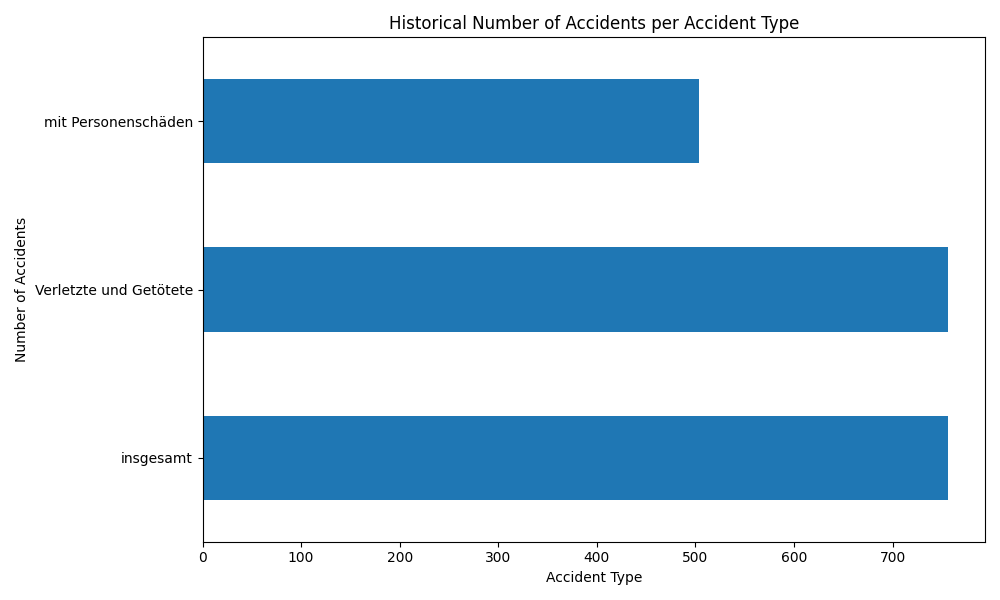 Historical Number of Accidents per Accident Type
mit Personenschäden
Verletzte und Getötete
insgesamt
Number of Accidents
0 100 200 300 400 500 600 700
Accident Type